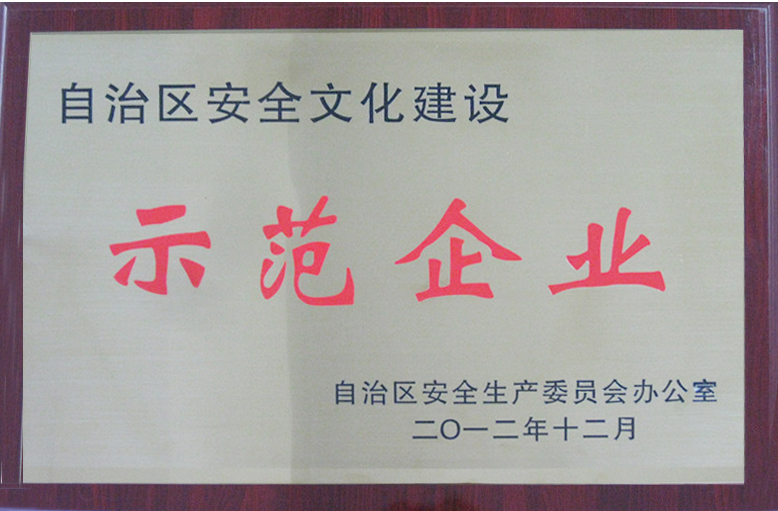 自治区安全文化建设
示范企业
自治区安全生产委员会办公室
二〇一二年十二月